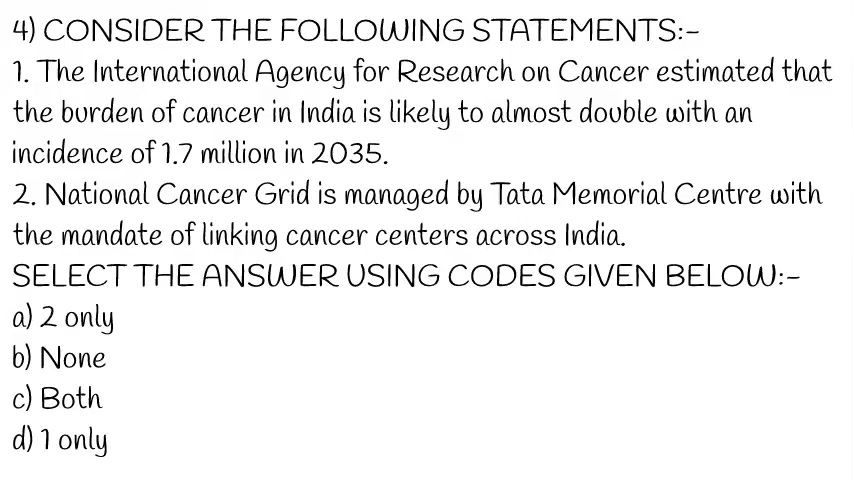 4) CONSIDER THE FOLLOWING STATEMENTS:-
1. The International Agency for Research on Cancer estimated that
the burden of cancer in India is likely to almost double with an
incidence of 1.7 million in 2035.
2. National Cancer Grid is managed by Tata Memorial Centre with
the mandate of linking cancer centers across India.
SELECT THE ANSWER USING CODES GIVEN BELOW:-
a) 2 only
b) None
c) Both
d) 1 only